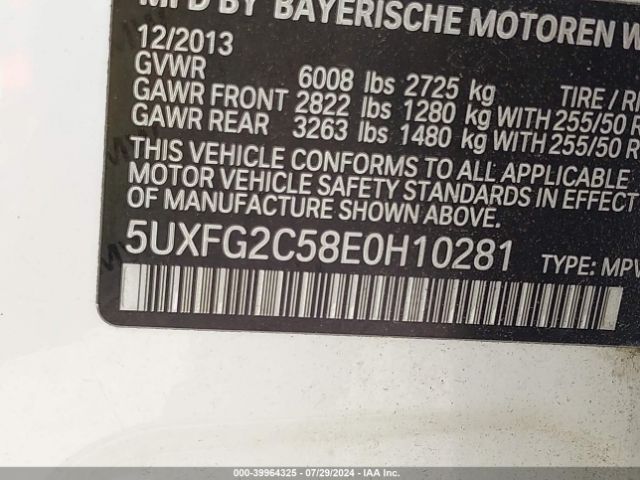 MFD BY BAYERISCHE MOTOREN W
12/2013
GVWR 6008 lbs 2725 kg TIRE / R
GAWR FRONT 2822 lbs 1280 kg WITH 255/50 R
GAWR REAR 3263 lbs 1480 kg WITH 255/50 R
THIS VEHICLE CONFORMS TO ALL APPLICABLE
MOTOR VEHICLE SAFETY STANDARDS IN EFFECT
OF MANUFACTURE SHOWN ABOVE.
5UXFG2C58E0H10281 TYPE: MPV
000-39964325 | 07/29/2024 - IAA Holdings, LLC.